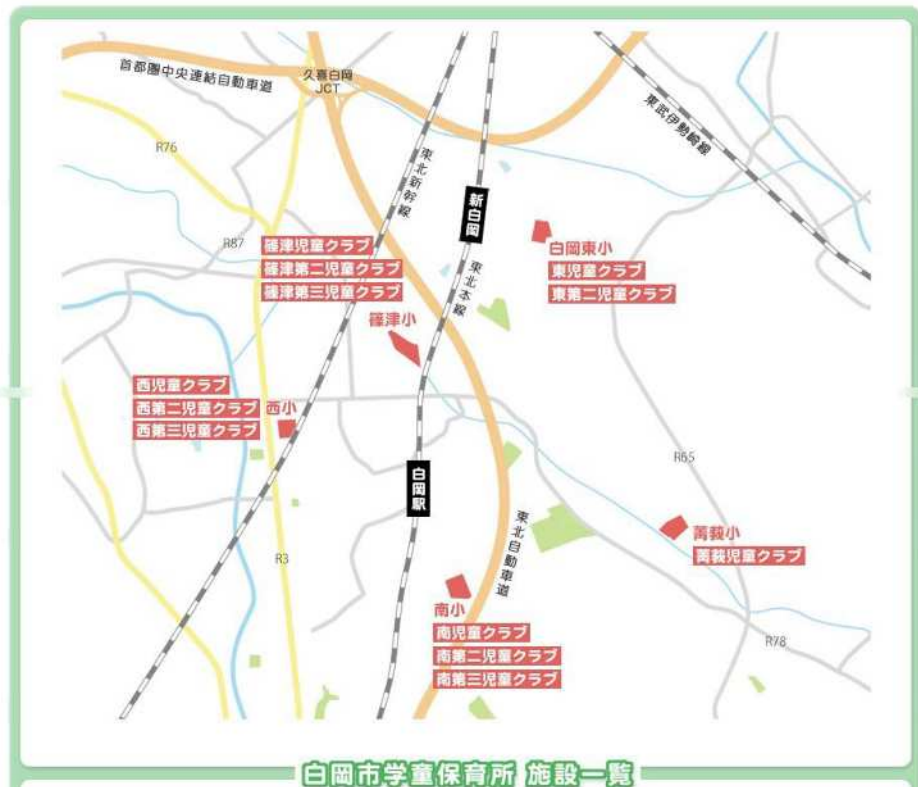 首都圏中央連結自動車道
久喜白岡
JCT
東武伊勢崎線
R76
東北新幹線
新白岡
R87
篠津児童クラブ
篠津第二児童クラブ
篠津第三児童クラブ
白岡東小
東児童クラブ
東第二児童クラブ
東北本線
篠津小
西児童クラブ
西第二児童クラブ
西第三児童クラブ
西小
R65
白岡駅
東北自動車道
菁莪小
菁莪児童クラブ
R3
南小
南児童クラブ
南第二児童クラブ
南第三児童クラブ
R78
白岡市学童保育所 施設一覧